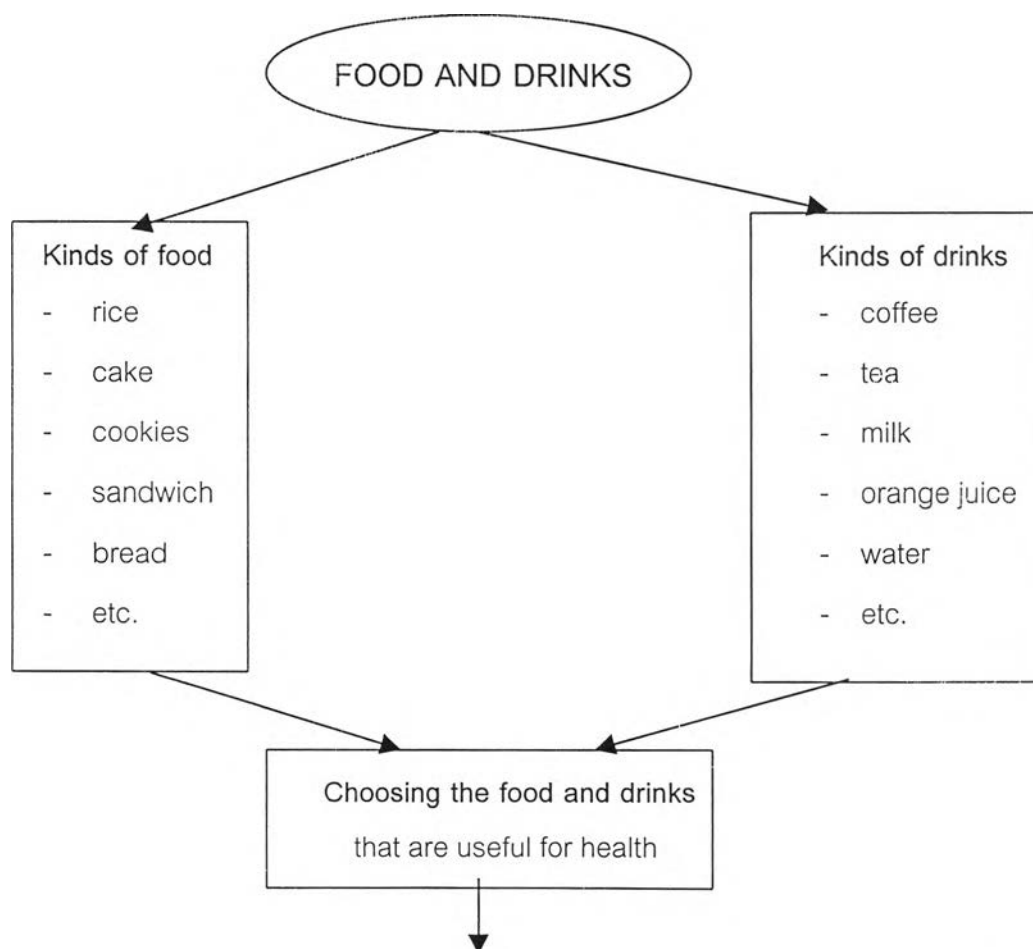 FOOD AND DRINKS
Kinds of food
- rice
- cake
- cookies
- sandwich
- bread
- etc.
Kinds of drinks
- coffee
- tea
- milk
- orange juice
- water
- etc.
Choosing the food and drinks
that are useful for health